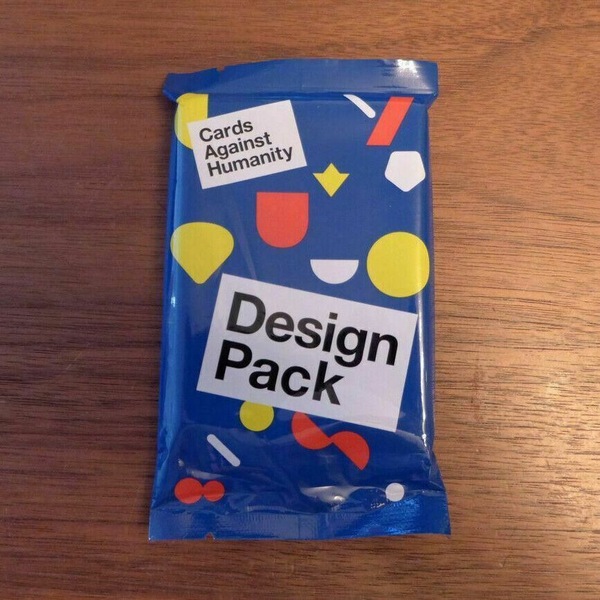 Cards
Against
Humanity
Design
Pack